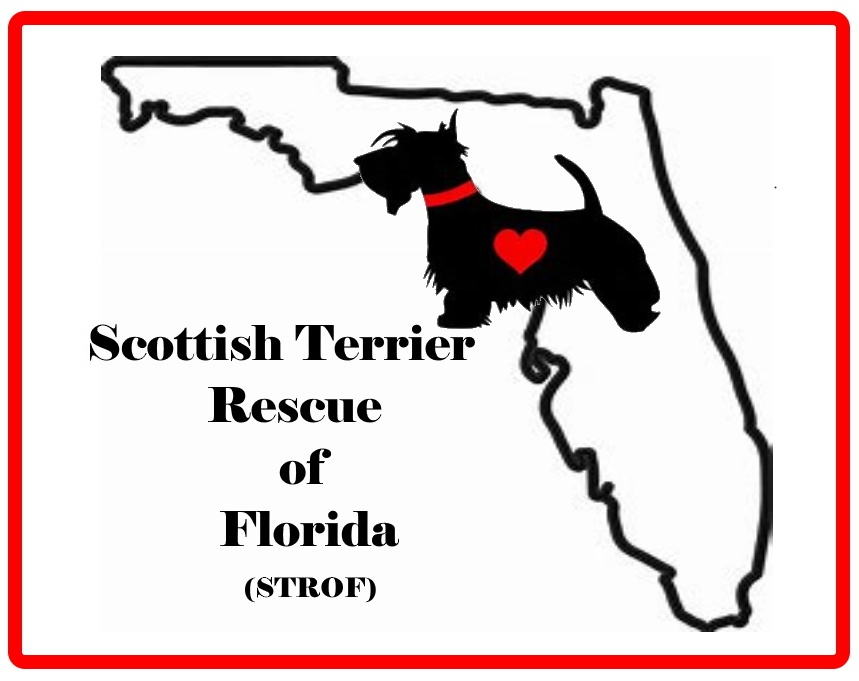 Scottish Terrier
Rescue
of
Florida
(STROF)